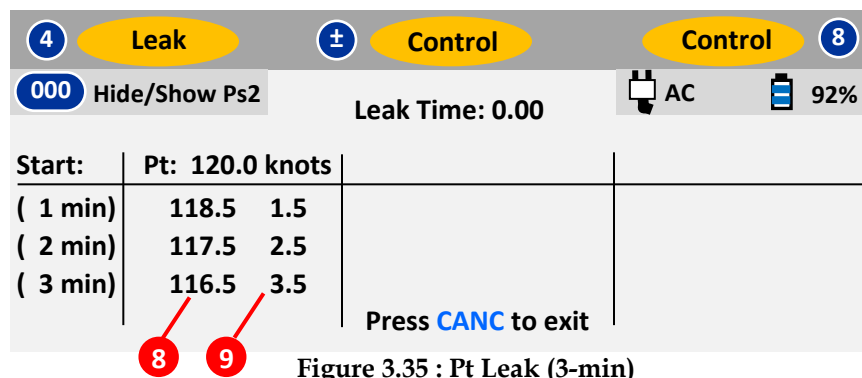 4 Leak ± Control Control 8
000 Hide/Show Ps2 Leak Time: 0.00 AC 92%
Start: Pt: 120.0 knots
( 1 min) 118.5 1.5
( 2 min) 117.5 2.5
( 3 min) 116.5 3.5
Press CANC to exit
8 9
Figure 3.35 : Pt Leak (3-min)